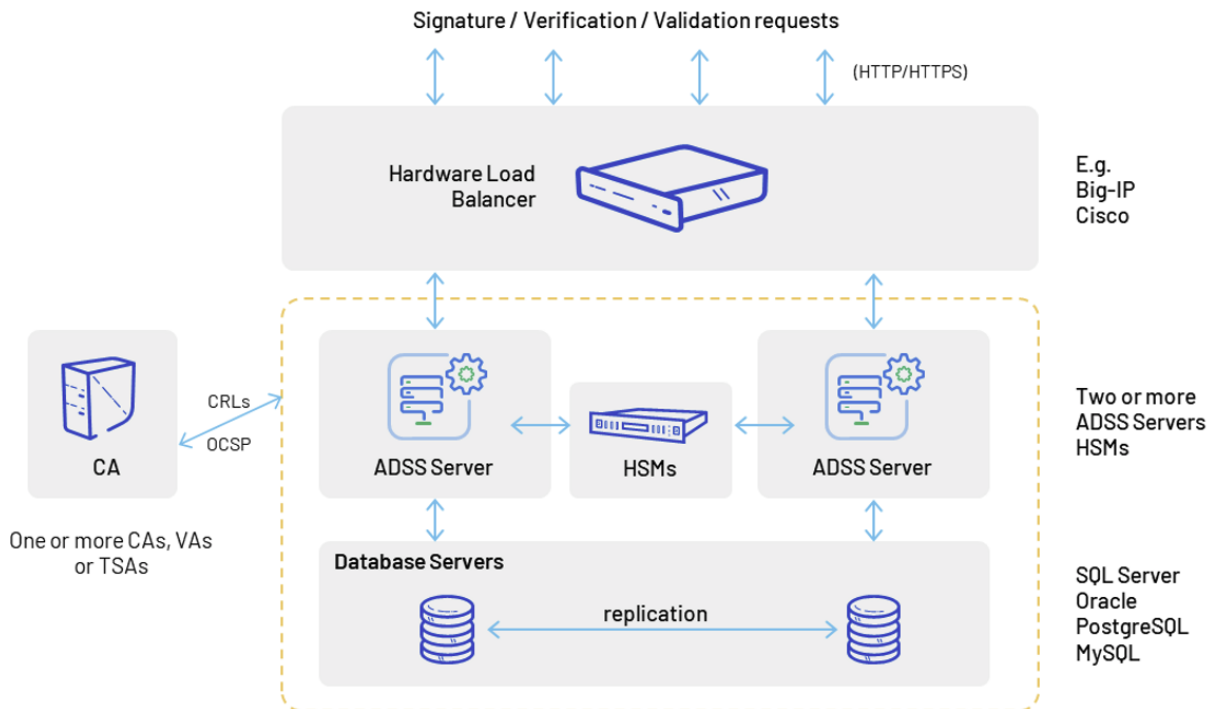 Signature / Verification / Validation requests
(HTTP/HTTPS)
Hardware Load
Balancer
E.g.
Big-IP
Cisco
CRLs
OCSP
CA
One or more CAs, VAs
or TSAs
ADSS Server
HSMs
ADSS Server
Two or more
ADSS Servers
HSMs
Database Servers
replication
SQL Server
Oracle
PostgreSQL
MySQL